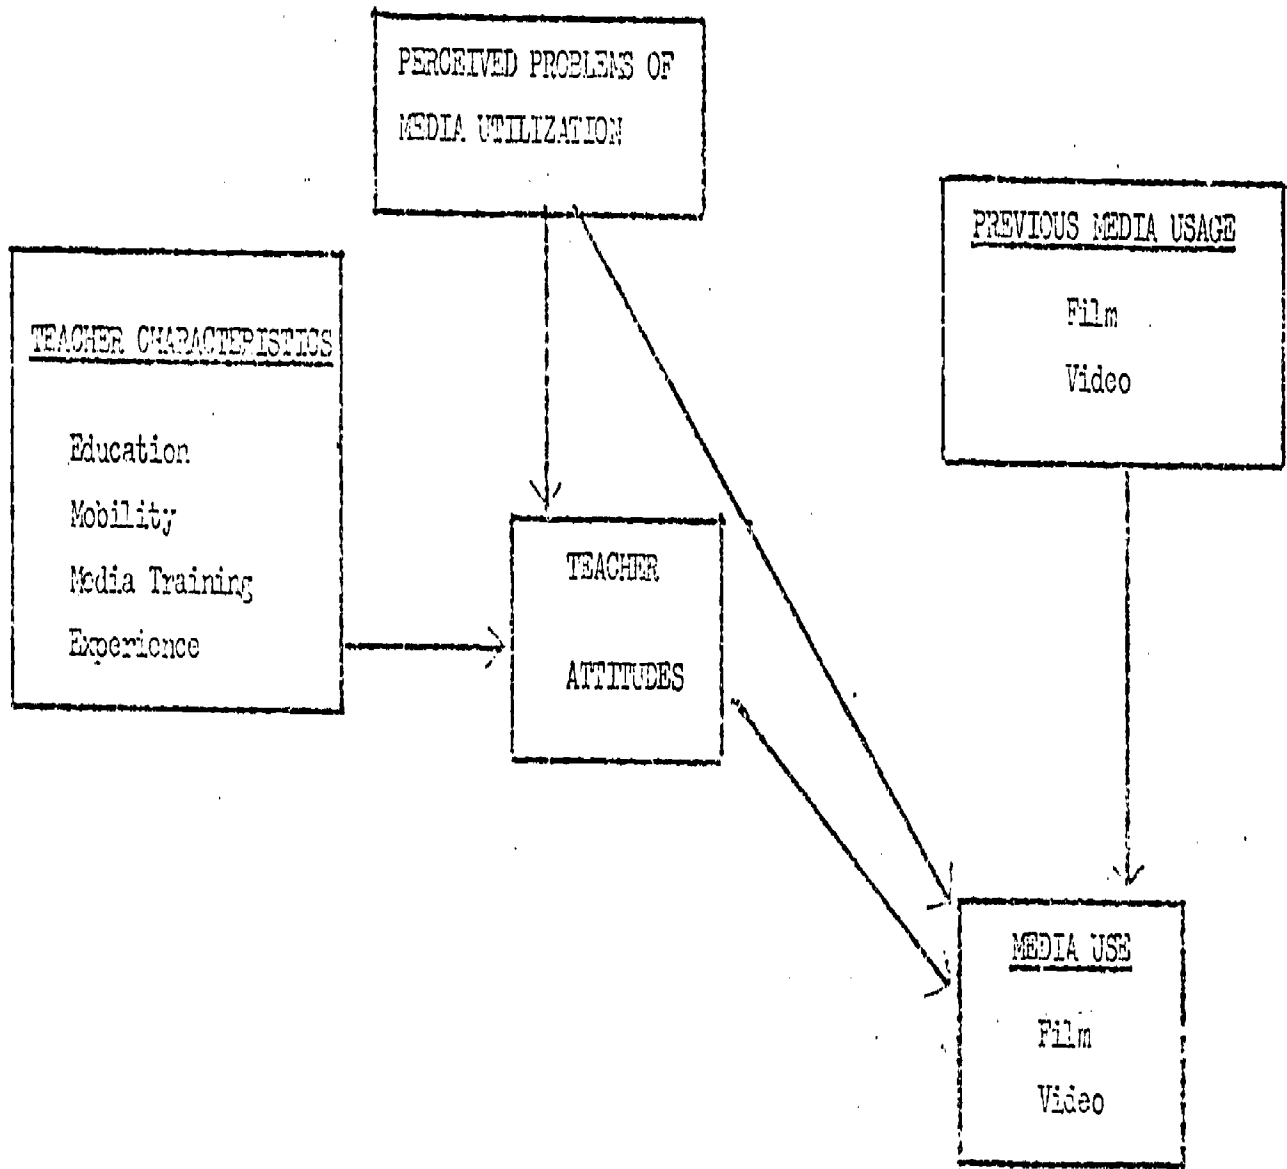 PERCEIVED PROBLEMS OF
MEDIA UTILIZATION
PREVIOUS MEDIA USAGE
Film
Video
TEACHER CHARACTERISTICS
Education
Mobility
Media Training
Experience
TEACHER
ATTITUDES
MEDIA USE
Film
Video